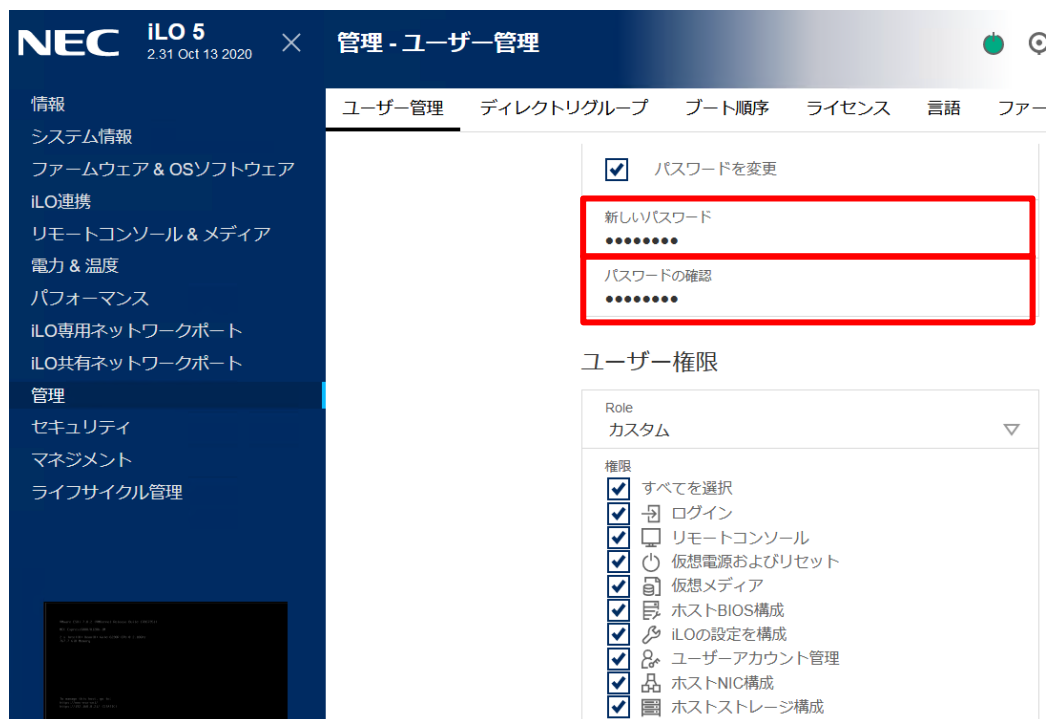 NEC
iLO 5
2.31 Oct 13 2020
管理 - ユーザー管理
情報
システム情報
ファームウェア & OSソフトウェア
iLO連携
リモートコンソール & メディア
電力 & 温度
パフォーマンス
iLO専用ネットワークポート
iLO共有ネットワークポート
管理
セキュリティ
マネジメント
ライフサイクル管理
ユーザー管理 ディレクトリグループ ブート順序 ライセンス 言語 ファー
パスワードを変更
新しいパスワード
••••••••
パスワードの確認
••••••••
ユーザー権限
Role
カスタム
権限
すべてを選択
ログイン
リモートコンソール
仮想電源およびリセット
仮想メディア
ホストBIOS構成
iLOの設定を構成
ユーザーアカウント管理
ホストNIC構成
ホストストレージ構成